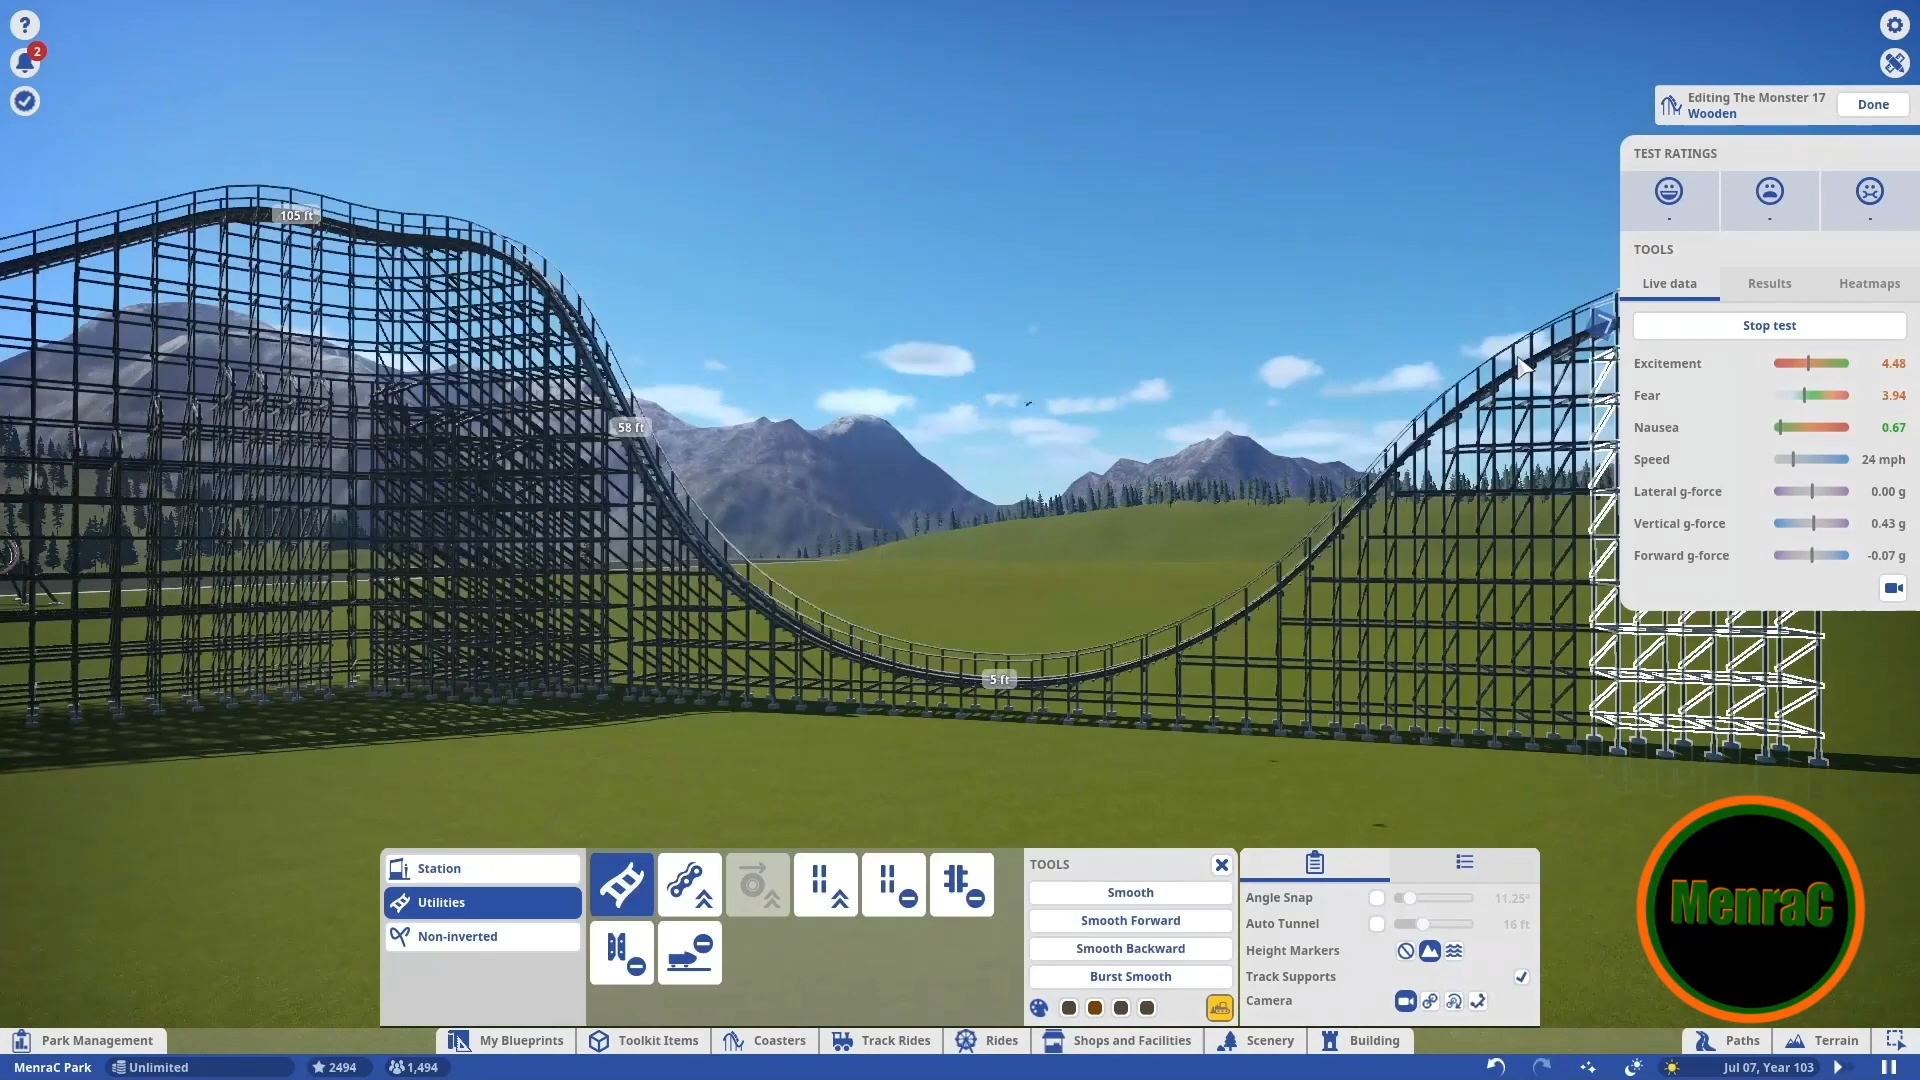 ?
2
Editing The Monster 17
Wooden
Done
TEST RATINGS
- - -
TOOLS
Live data Results Heatmaps
Stop test
Excitement 4.48
Fear 3.94
Nausea 0.67
Speed 24 mph
Lateral g-force 0.00 g
Vertical g-force 0.43 g
Forward g-force -0.07 g
105 ft
58 ft
5 ft
Station
Utilities
Non-inverted
TOOLS
Smooth
Smooth Forward
Smooth Backward
Burst Smooth
Angle Snap 11.25°
Auto Tunnel 16 ft
Height Markers
Track Supports
Camera
MenraC
Park Management My Blueprints Toolkit Items Coasters Track Rides Rides Shops and Facilities Scenery Building Paths Terrain
MenraC Park Unlimited 2494 1,494 Jul 07, Year 103